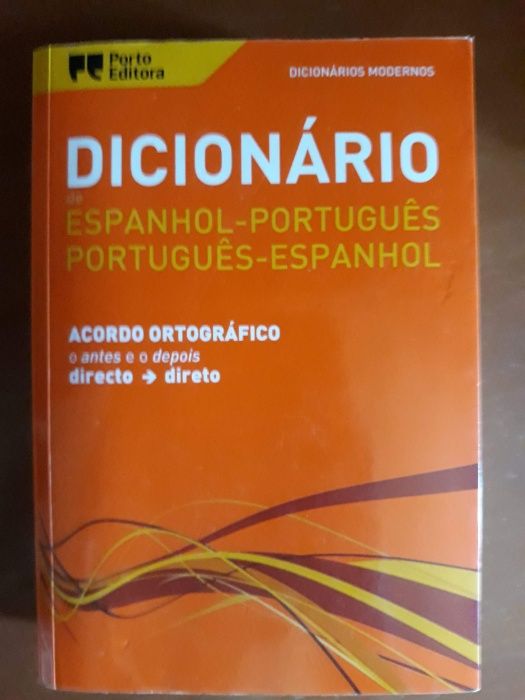 Porto
Editora
DICIONÁRIOS MODERNOS
DICIONÁRIO
de
ESPANHOL-PORTUGUÊS
PORTUGUÊS-ESPANHOL
ACORDO ORTOGRÁFICO
o antes e o depois
directo → direto